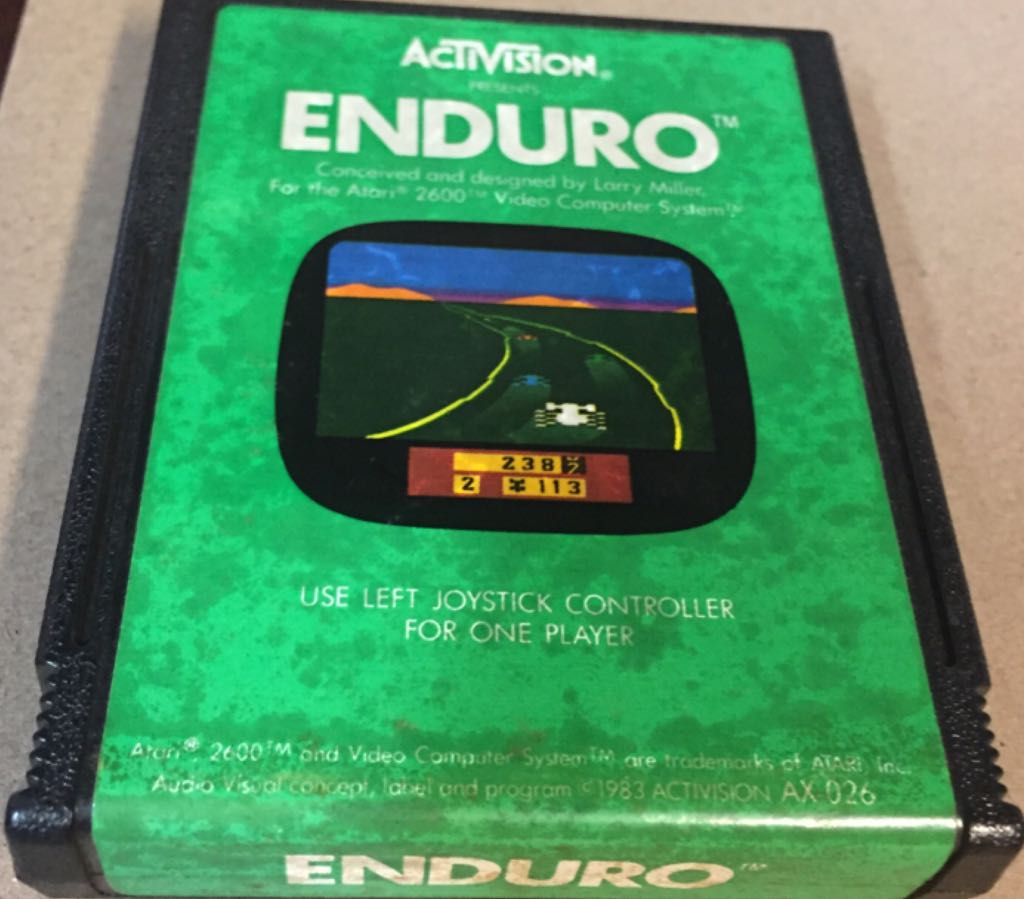 ACTIVISION®
PRESENTS
ENDURO™
Conceived and designed by Larry Miller.
For the Atari® 2600™ Video Computer System™
238
2 113
USE LEFT JOYSTICK CONTROLLER
FOR ONE PLAYER
Atari® 2600™ and Video Computer System™ are trademarks of ATARI, Inc.
Audio Visual concept, label and program ©1983 ACTIVISION AX-026
ENDURO™